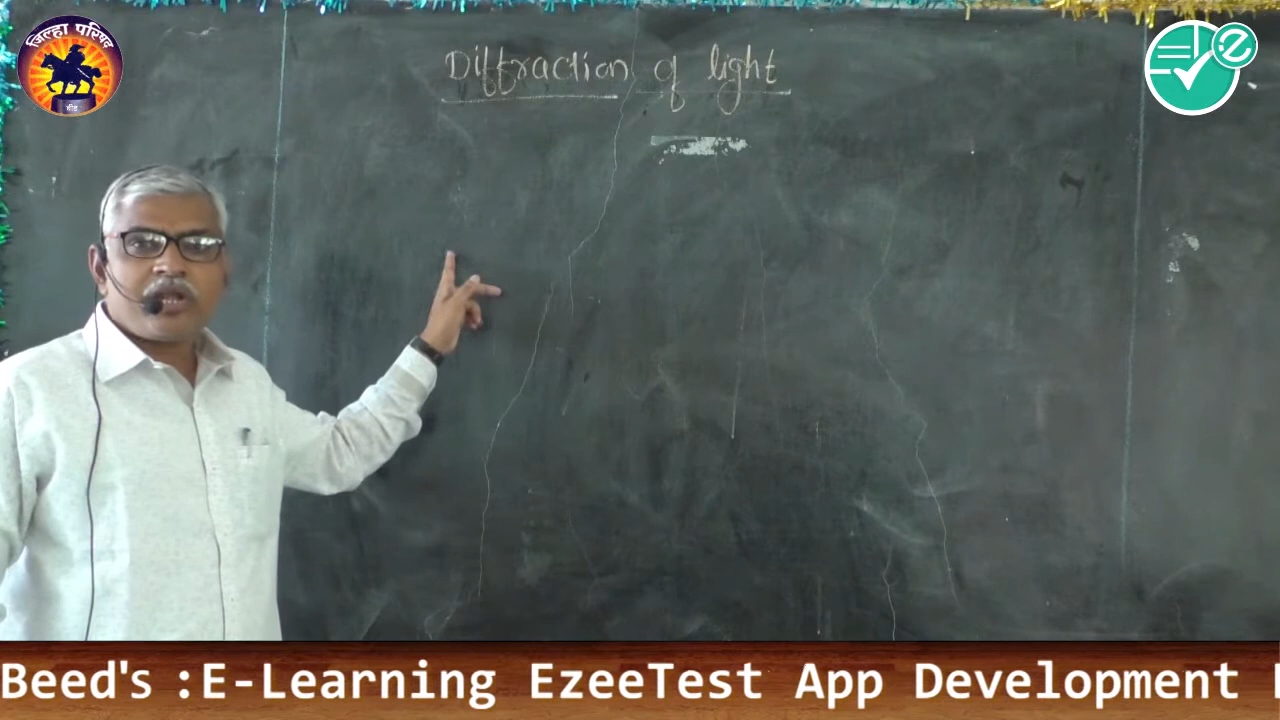 जिल्हा परिषद
बीड
Diffraction of light
Beed's :E-Learning EzeeTest App Development